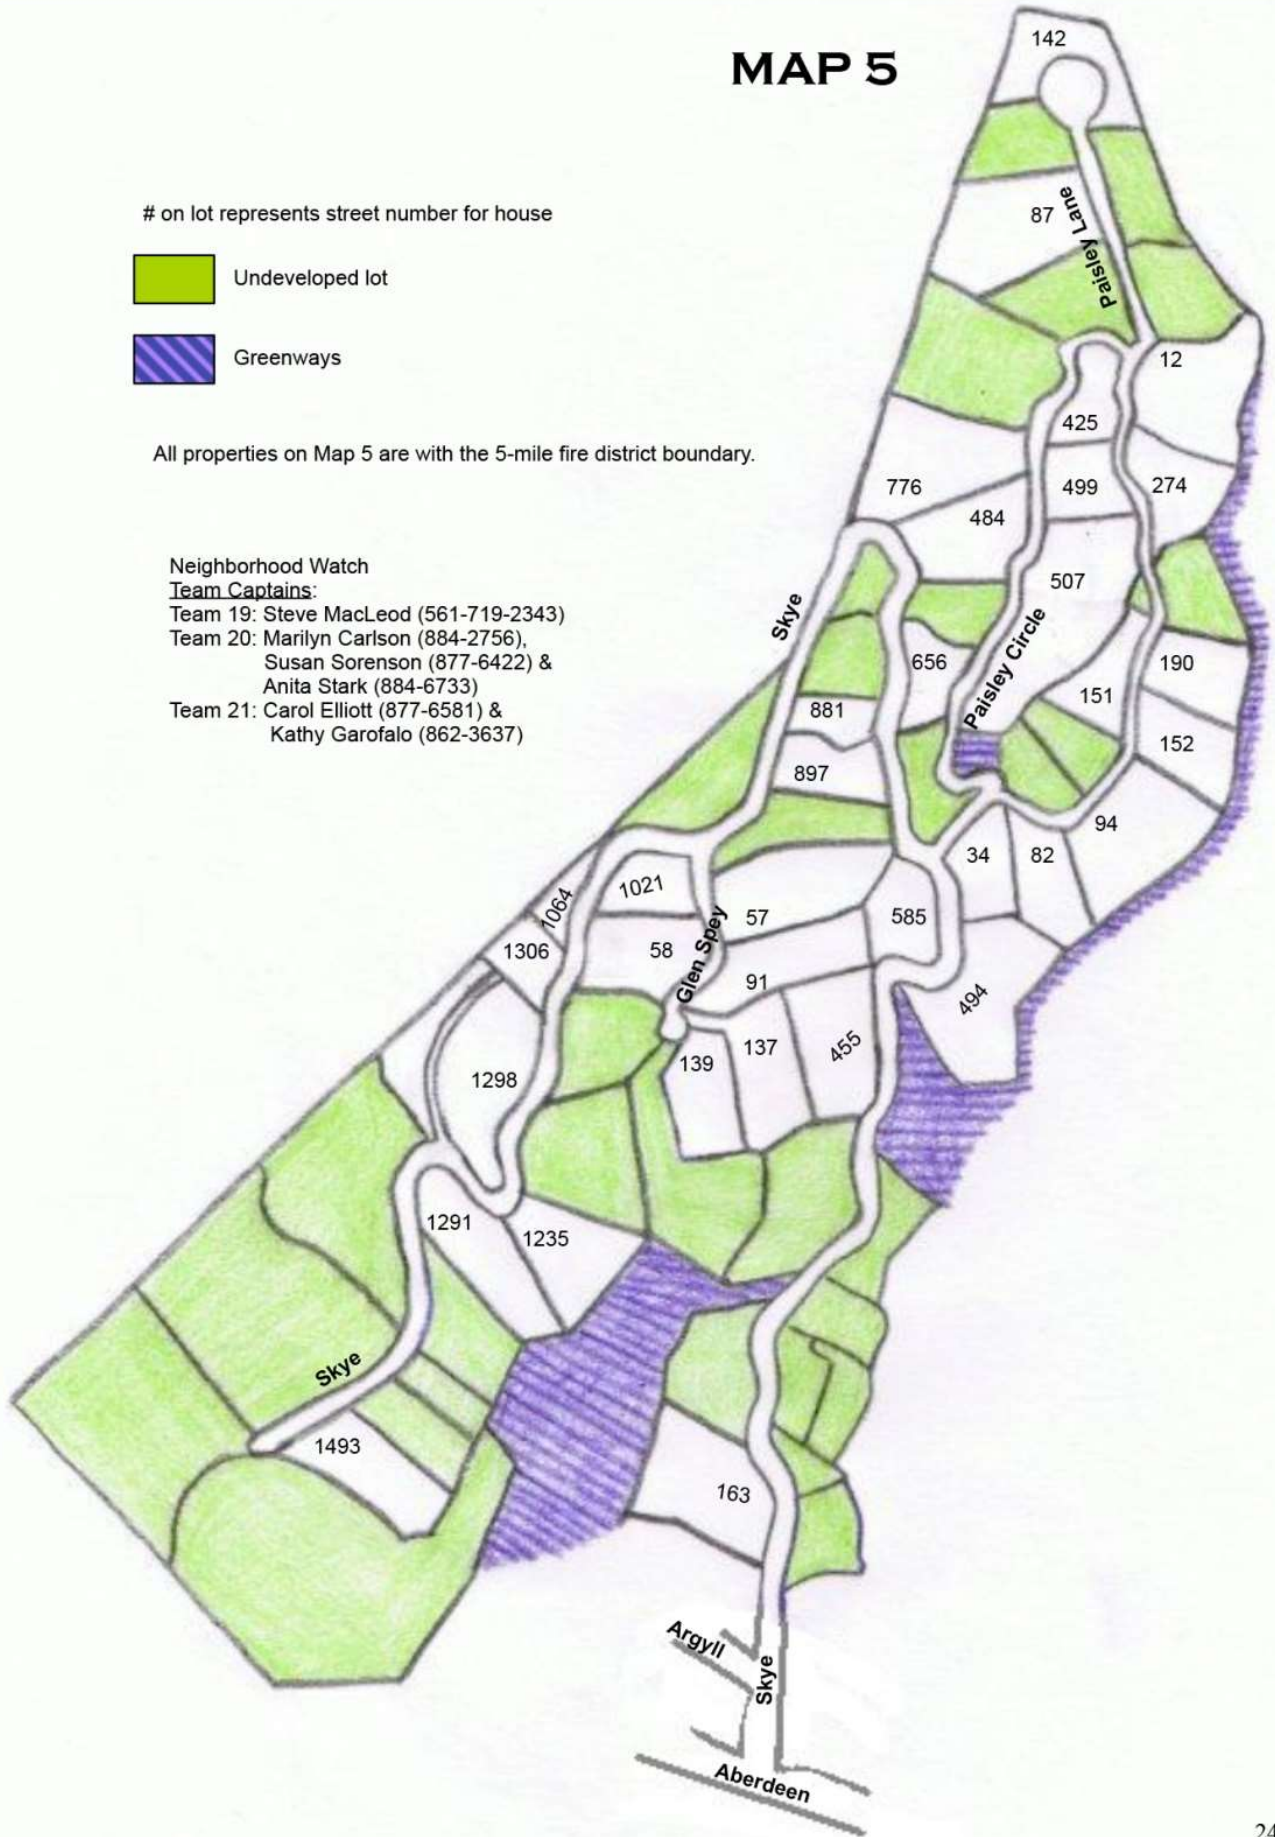 MAP 5
# on lot represents street number for house
Undeveloped lot
Greenways
All properties on Map 5 are with the 5-mile fire district boundary.
Neighborhood Watch
Team Captains:
Team 19: Steve MacLeod (561-719-2343)
Team 20: Marilyn Carlson (884-2756),
Susan Sorenson (877-6422) &
Anita Stark (884-6733)
Team 21: Carol Elliott (877-6581) &
Kathy Garofalo (862-3637)
142
87
Paisley Lane
12
425
776
499
274
484
507
Skye
Paisley Circle
656
190
151
881
152
897
94
34
82
1021
1064
57
585
58
1306
Glen Spey
91
494
137
455
139
1298
1291
1235
Skye
1493
163
Argyll
Skye
Aberdeen
24